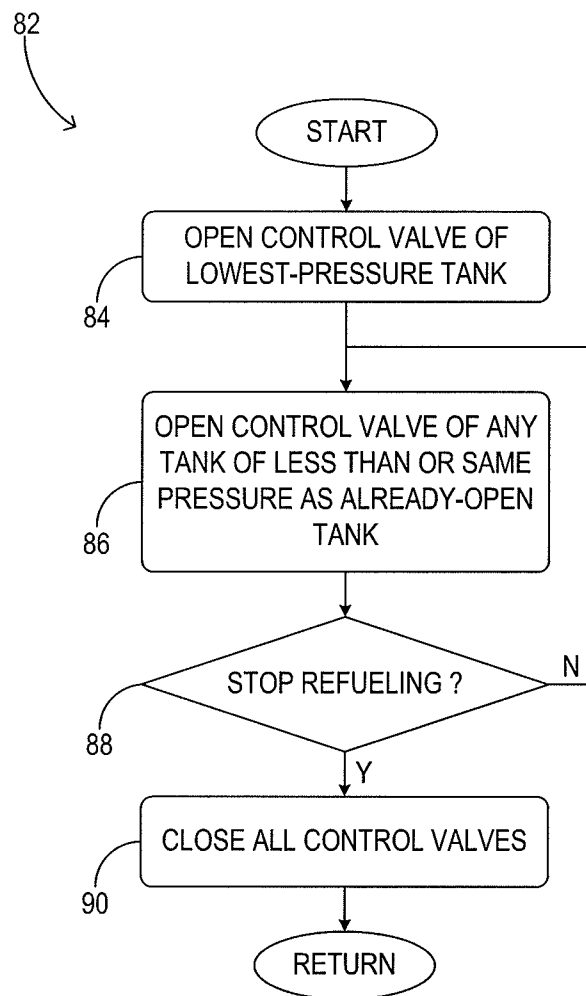 82
START
OPEN CONTROL VALVE OF
LOWEST-PRESSURE TANK
84
OPEN CONTROL VALVE OF ANY
TANK OF LESS THAN OR SAME
PRESSURE AS ALREADY-OPEN
TANK
86
STOP REFUELING ?
N
88
Y
CLOSE ALL CONTROL VALVES
90
RETURN